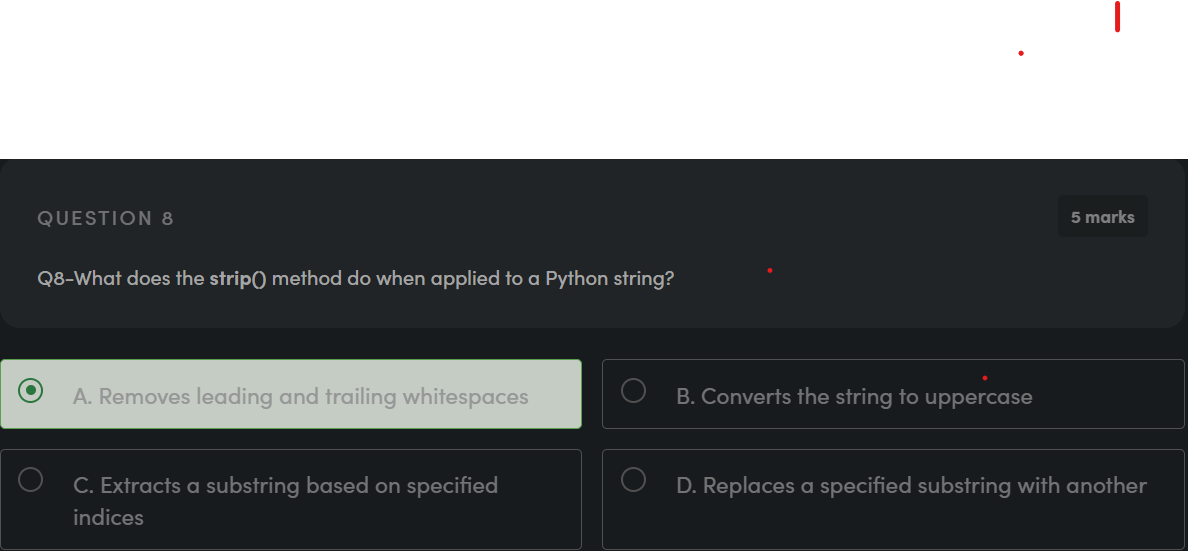 QUESTION 8
5 marks
Q8-What does the strip() method do when applied to a Python string?
A. Removes leading and trailing whitespaces
B. Converts the string to uppercase
C. Extracts a substring based on specified
indices
D. Replaces a specified substring with another